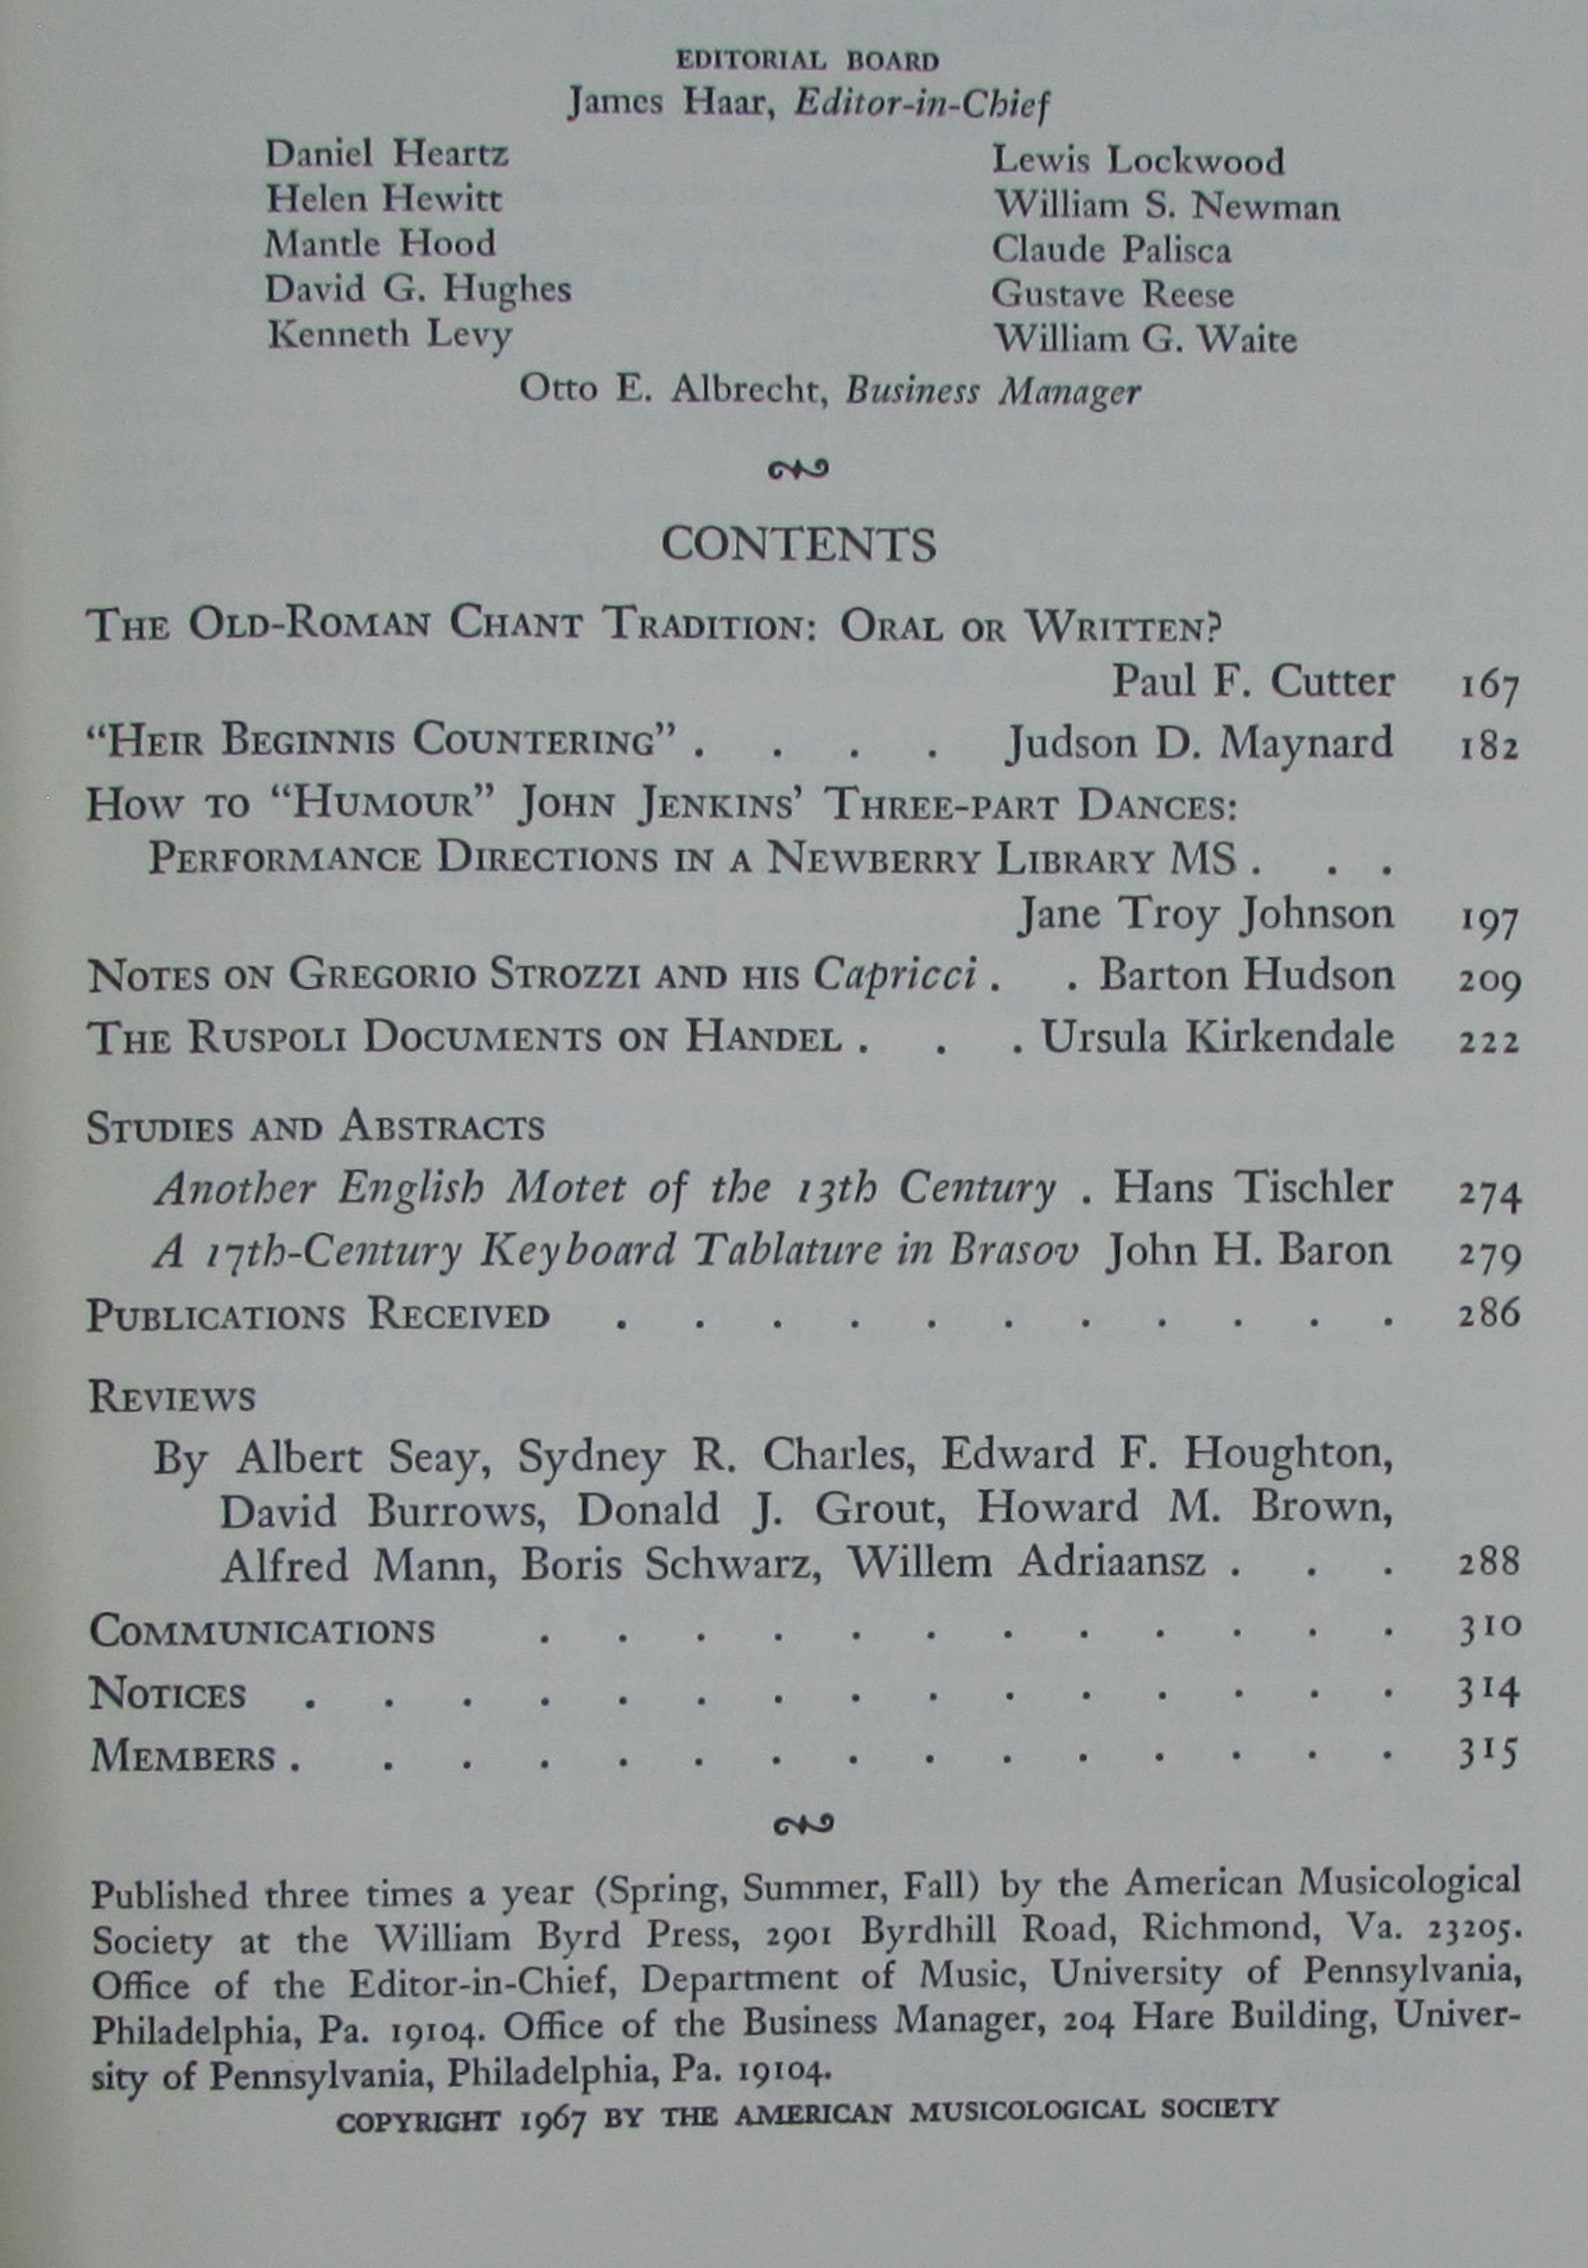 EDITORIAL BOARD
James Haar, Editor-in-Chief
Daniel Heartz
Helen Hewitt
Mantle Hood
David G. Hughes
Kenneth Levy
Lewis Lockwood
William S. Newman
Claude Palisca
Gustave Reese
William G. Waite
Otto E. Albrecht, Business Manager
CONTENTS
THE OLD-ROMAN CHANT TRADITION: ORAL OR WRITTEN?
Paul F. Cutter 167
"HEIR BEGINNIS COUNTERING" . . . . Judson D. Maynard 182
HOW TO "HUMOUR" JOHN JENKINS' THREE-PART DANCES:
PERFORMANCE DIRECTIONS IN A NEWBERRY LIBRARY MS . . .
Jane Troy Johnson 197
NOTES ON GREGORIO STROZZI AND HIS Capricci . . Barton Hudson 209
THE RUSPOLI DOCUMENTS ON HANDEL . . . Ursula Kirkendale 222
STUDIES AND ABSTRACTS
Another English Motet of the 13th Century . Hans Tischler 274
A 17th-Century Keyboard Tablature in Brasov John H. Baron 279
PUBLICATIONS RECEIVED . . . . . . . . . . . 286
REVIEWS
By Albert Seay, Sydney R. Charles, Edward F. Houghton,
David Burrows, Donald J. Grout, Howard M. Brown,
Alfred Mann, Boris Schwarz, Willem Adriaansz . . . 288
COMMUNICATIONS . . . . . . . . . . . . 310
NOTICES . . . . . . . . . . . . . . . 314
MEMBERS . . . . . . . . . . . . . . . 315
Published three times a year (Spring, Summer, Fall) by the American Musicological
Society at the William Byrd Press, 2901 Byrdhill Road, Richmond, Va. 23205.
Office of the Editor-in-Chief, Department of Music, University of Pennsylvania,
Philadelphia, Pa. 19104. Office of the Business Manager, 204 Hare Building, Univer-
sity of Pennsylvania, Philadelphia, Pa. 19104.
COPYRIGHT 1967 BY THE AMERICAN MUSICOLOGICAL SOCIETY